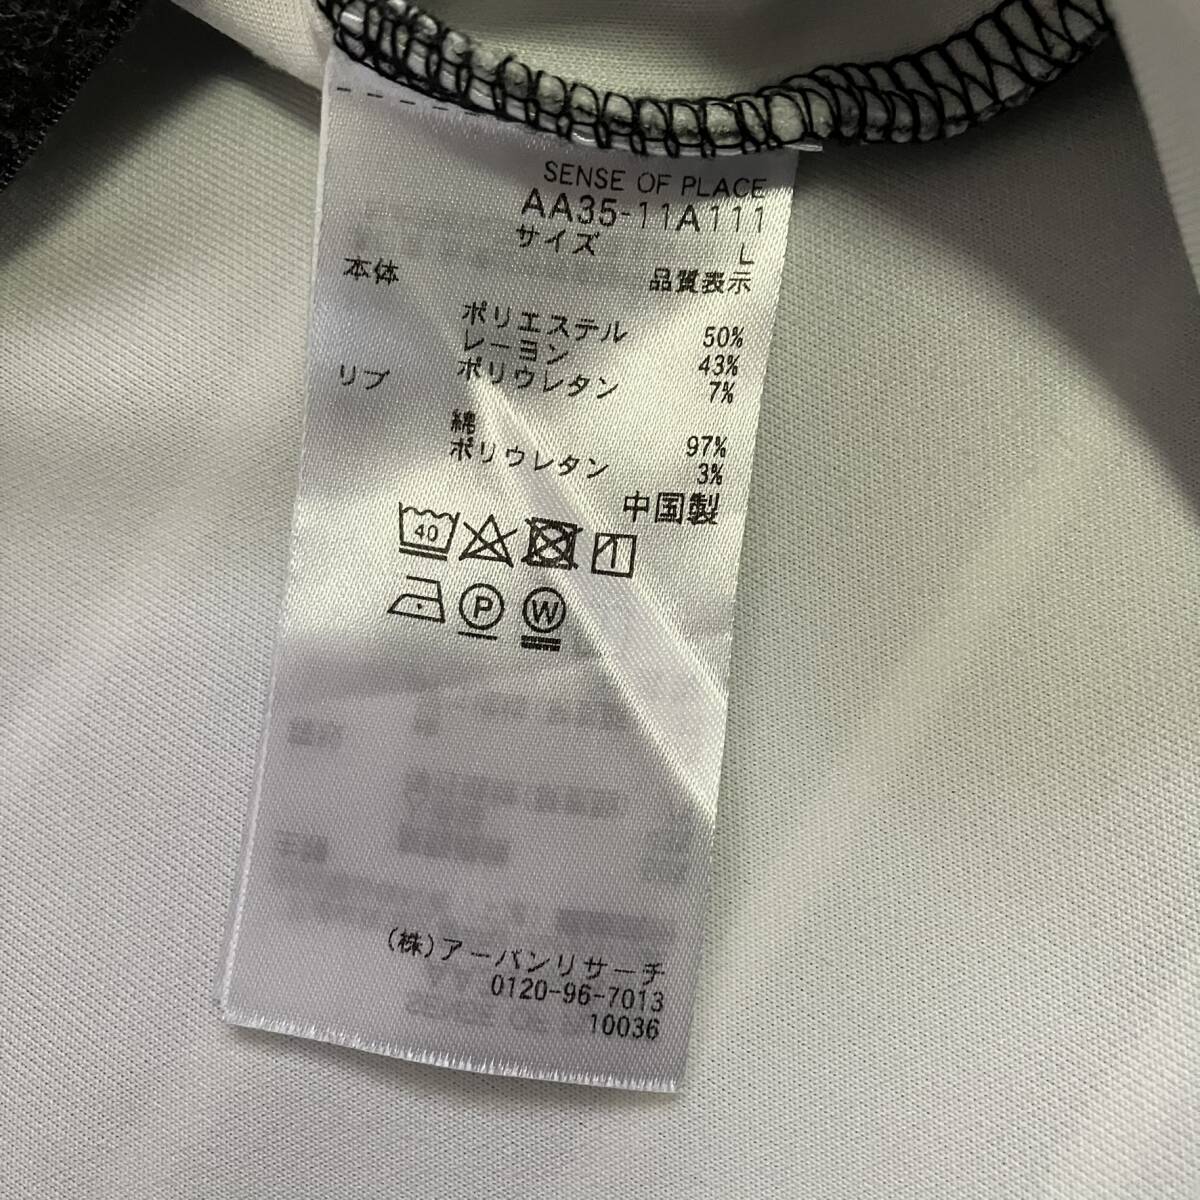 SENSE OF PLACE
AA35-11A111
サイズ L
品質表示
本体
ポリエステル 50%
レーヨン 43%
ポリウレタン 7%
リブ
綿 97%
ポリウレタン 3%
中国製
40
P W
(株)アーバンリサーチ
0120-96-7013
10036